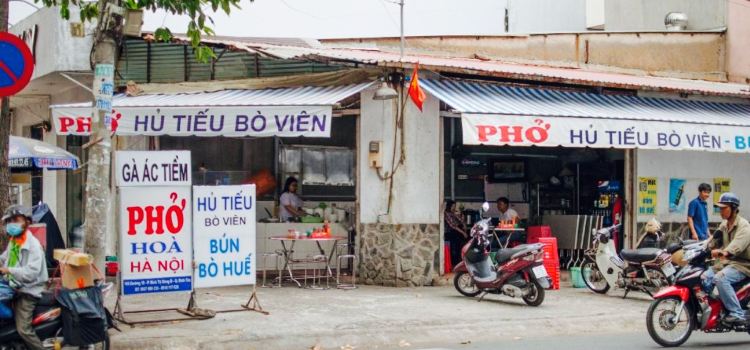 PHỞ HỦ TIẾU BÒ VIÊN
PHỞ HỦ TIẾU BÒ VIÊN -
GÀ ÁC TIỀM
PHỞ
HOÀ
HÀ NỘI
HỦ TIẾU
BÒ VIÊN
BÚN
BÒ HUẾ